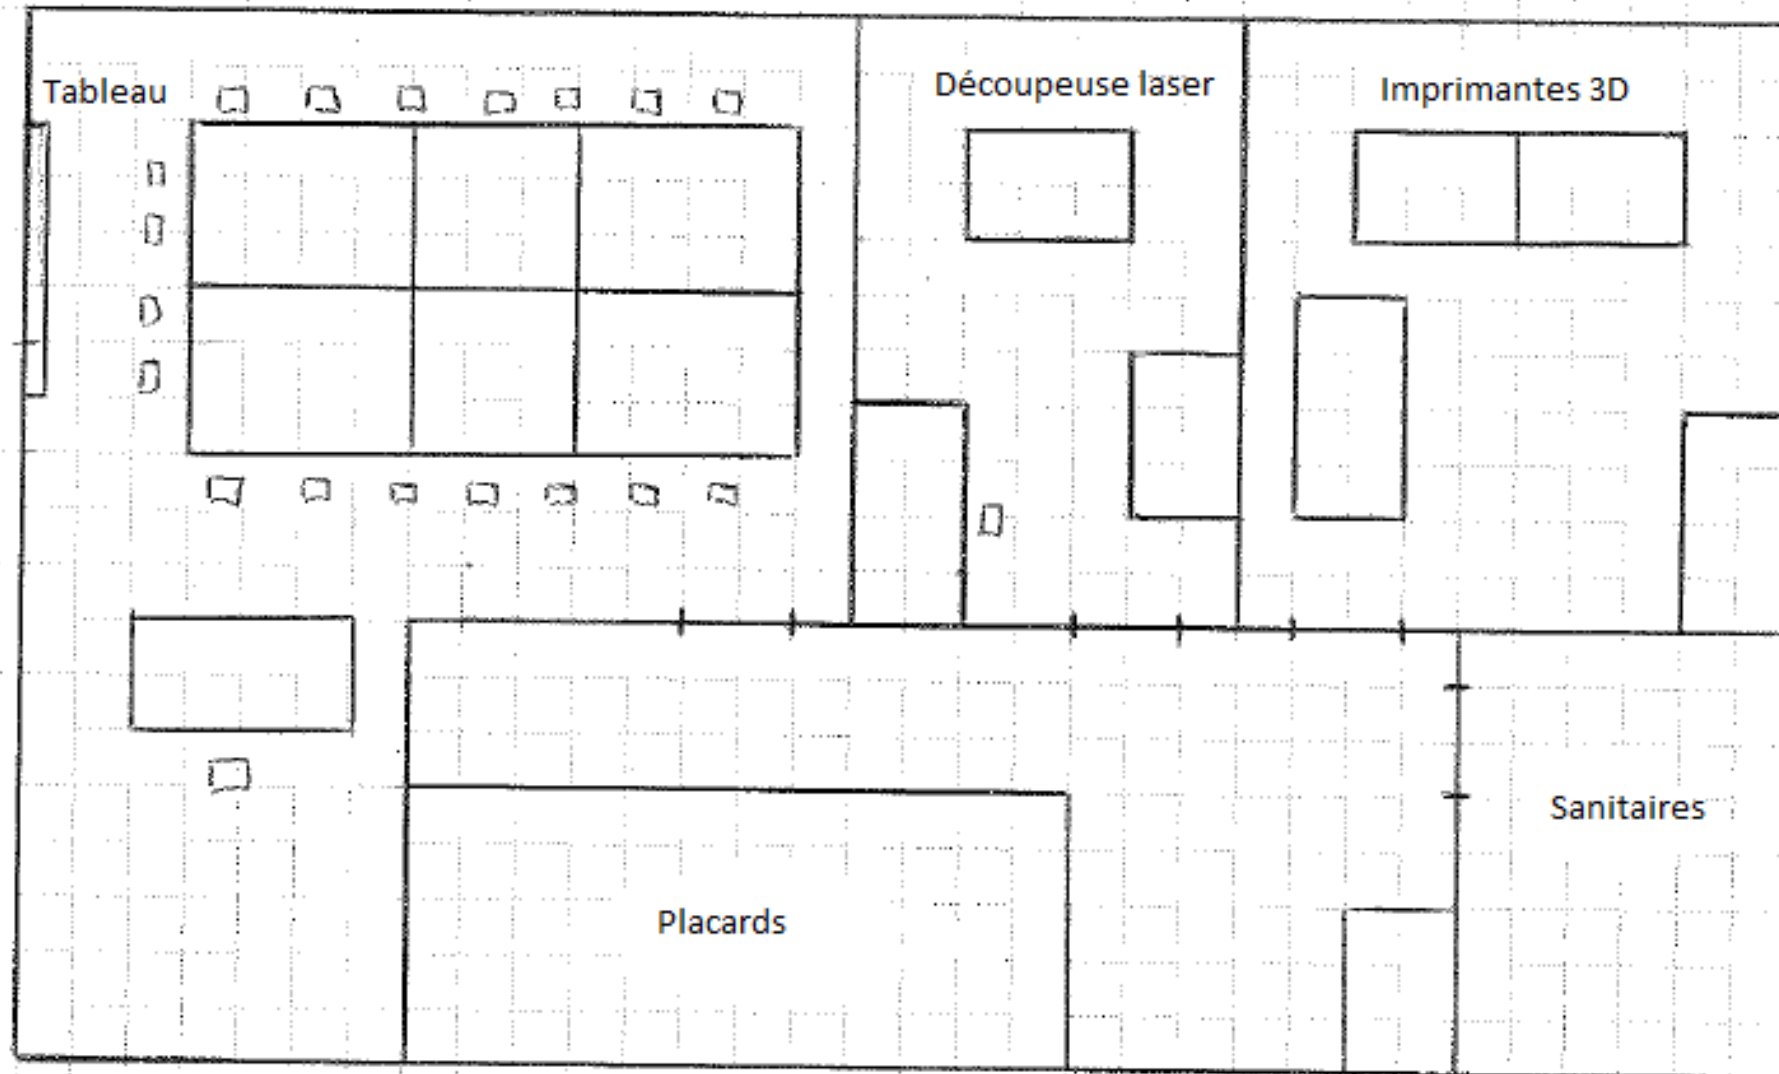 Tableau
Découpeuse laser
Imprimantes 3D
Sanitaires
Placards